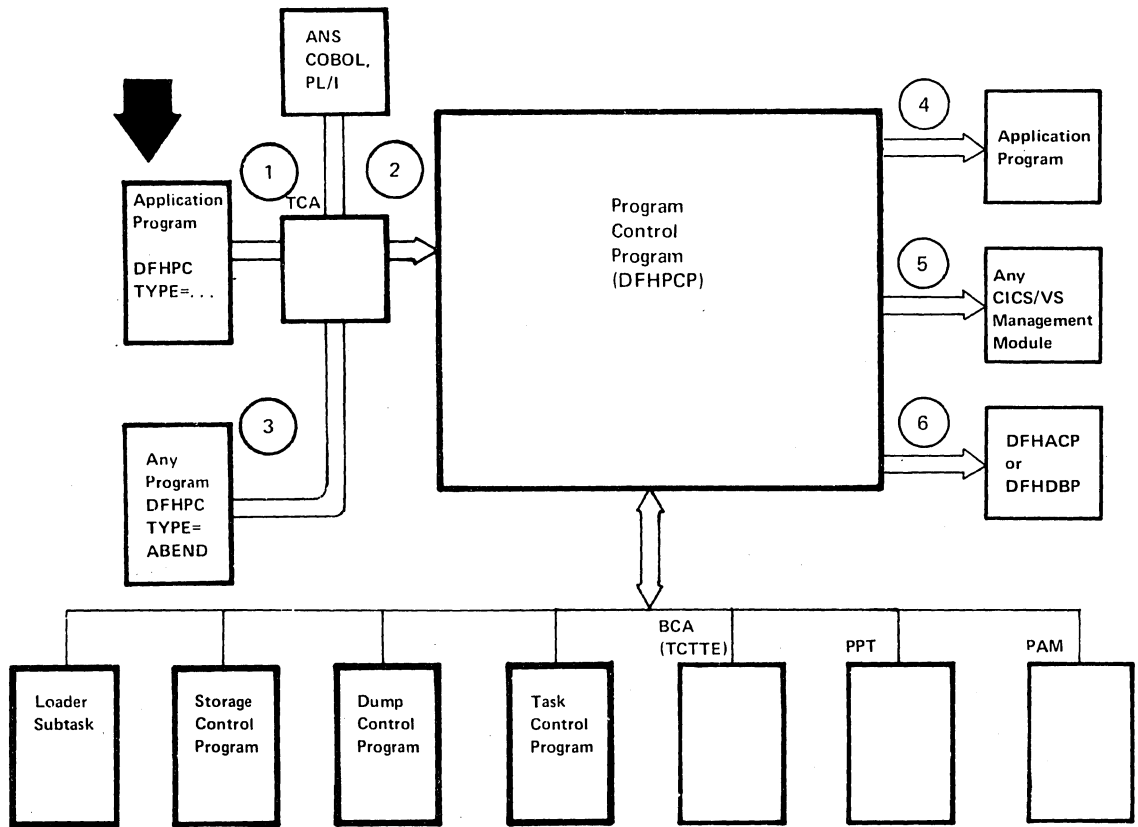 ANS
COBOL,
PL/I
1
2
TCA
Application
Program
DFHPC
TYPE=...
3
Any
Program
DFHPC
TYPE=
ABEND
Program
Control
Program
(DFHPCP)
4
Application
Program
5
Any
CICS/VS
Management
Module
6
DFHACP
or
DFHDBP
Loader
Subtask
Storage
Control
Program
Dump
Control
Program
Task
Control
Program
BCA
(TCTTE)
PPT
PAM